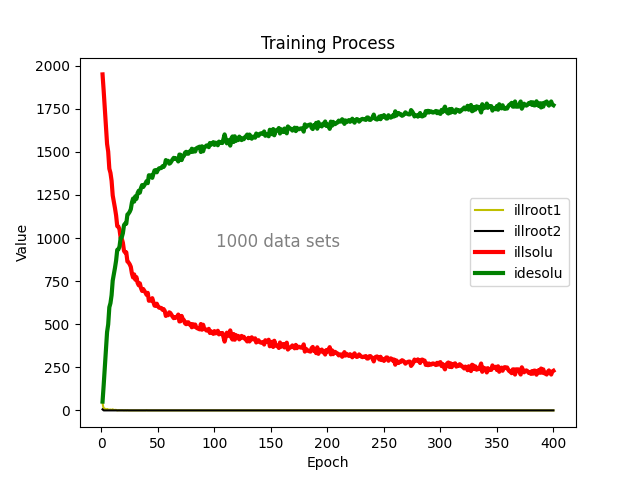 Training Process
Value
2000
1750
1500
1250
1000
750
500
250
0
1000 data sets
illroot1
illroot2
illsolu
idesolu
0 50 100 150 200 250 300 350 400
Epoch